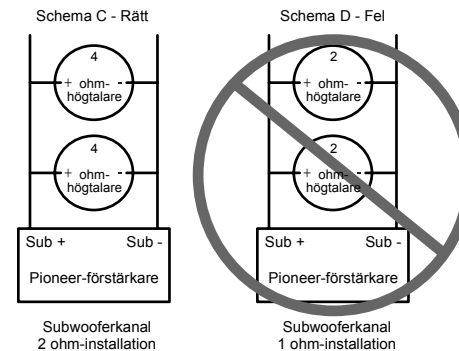 Schema C - Rätt
4
+ ohm- -
högtalare
4
+ ohm- -
högtalare
Sub + Sub -
Pioneer-förstärkare
Subwooferkanal
2 ohm-installation
Schema D - Fel
2
+ ohm- -
högtalare
2
+ ohm- -
högtalare
Sub + Sub -
Pioneer-förstärkare
Subwooferkanal
1 ohm-installation